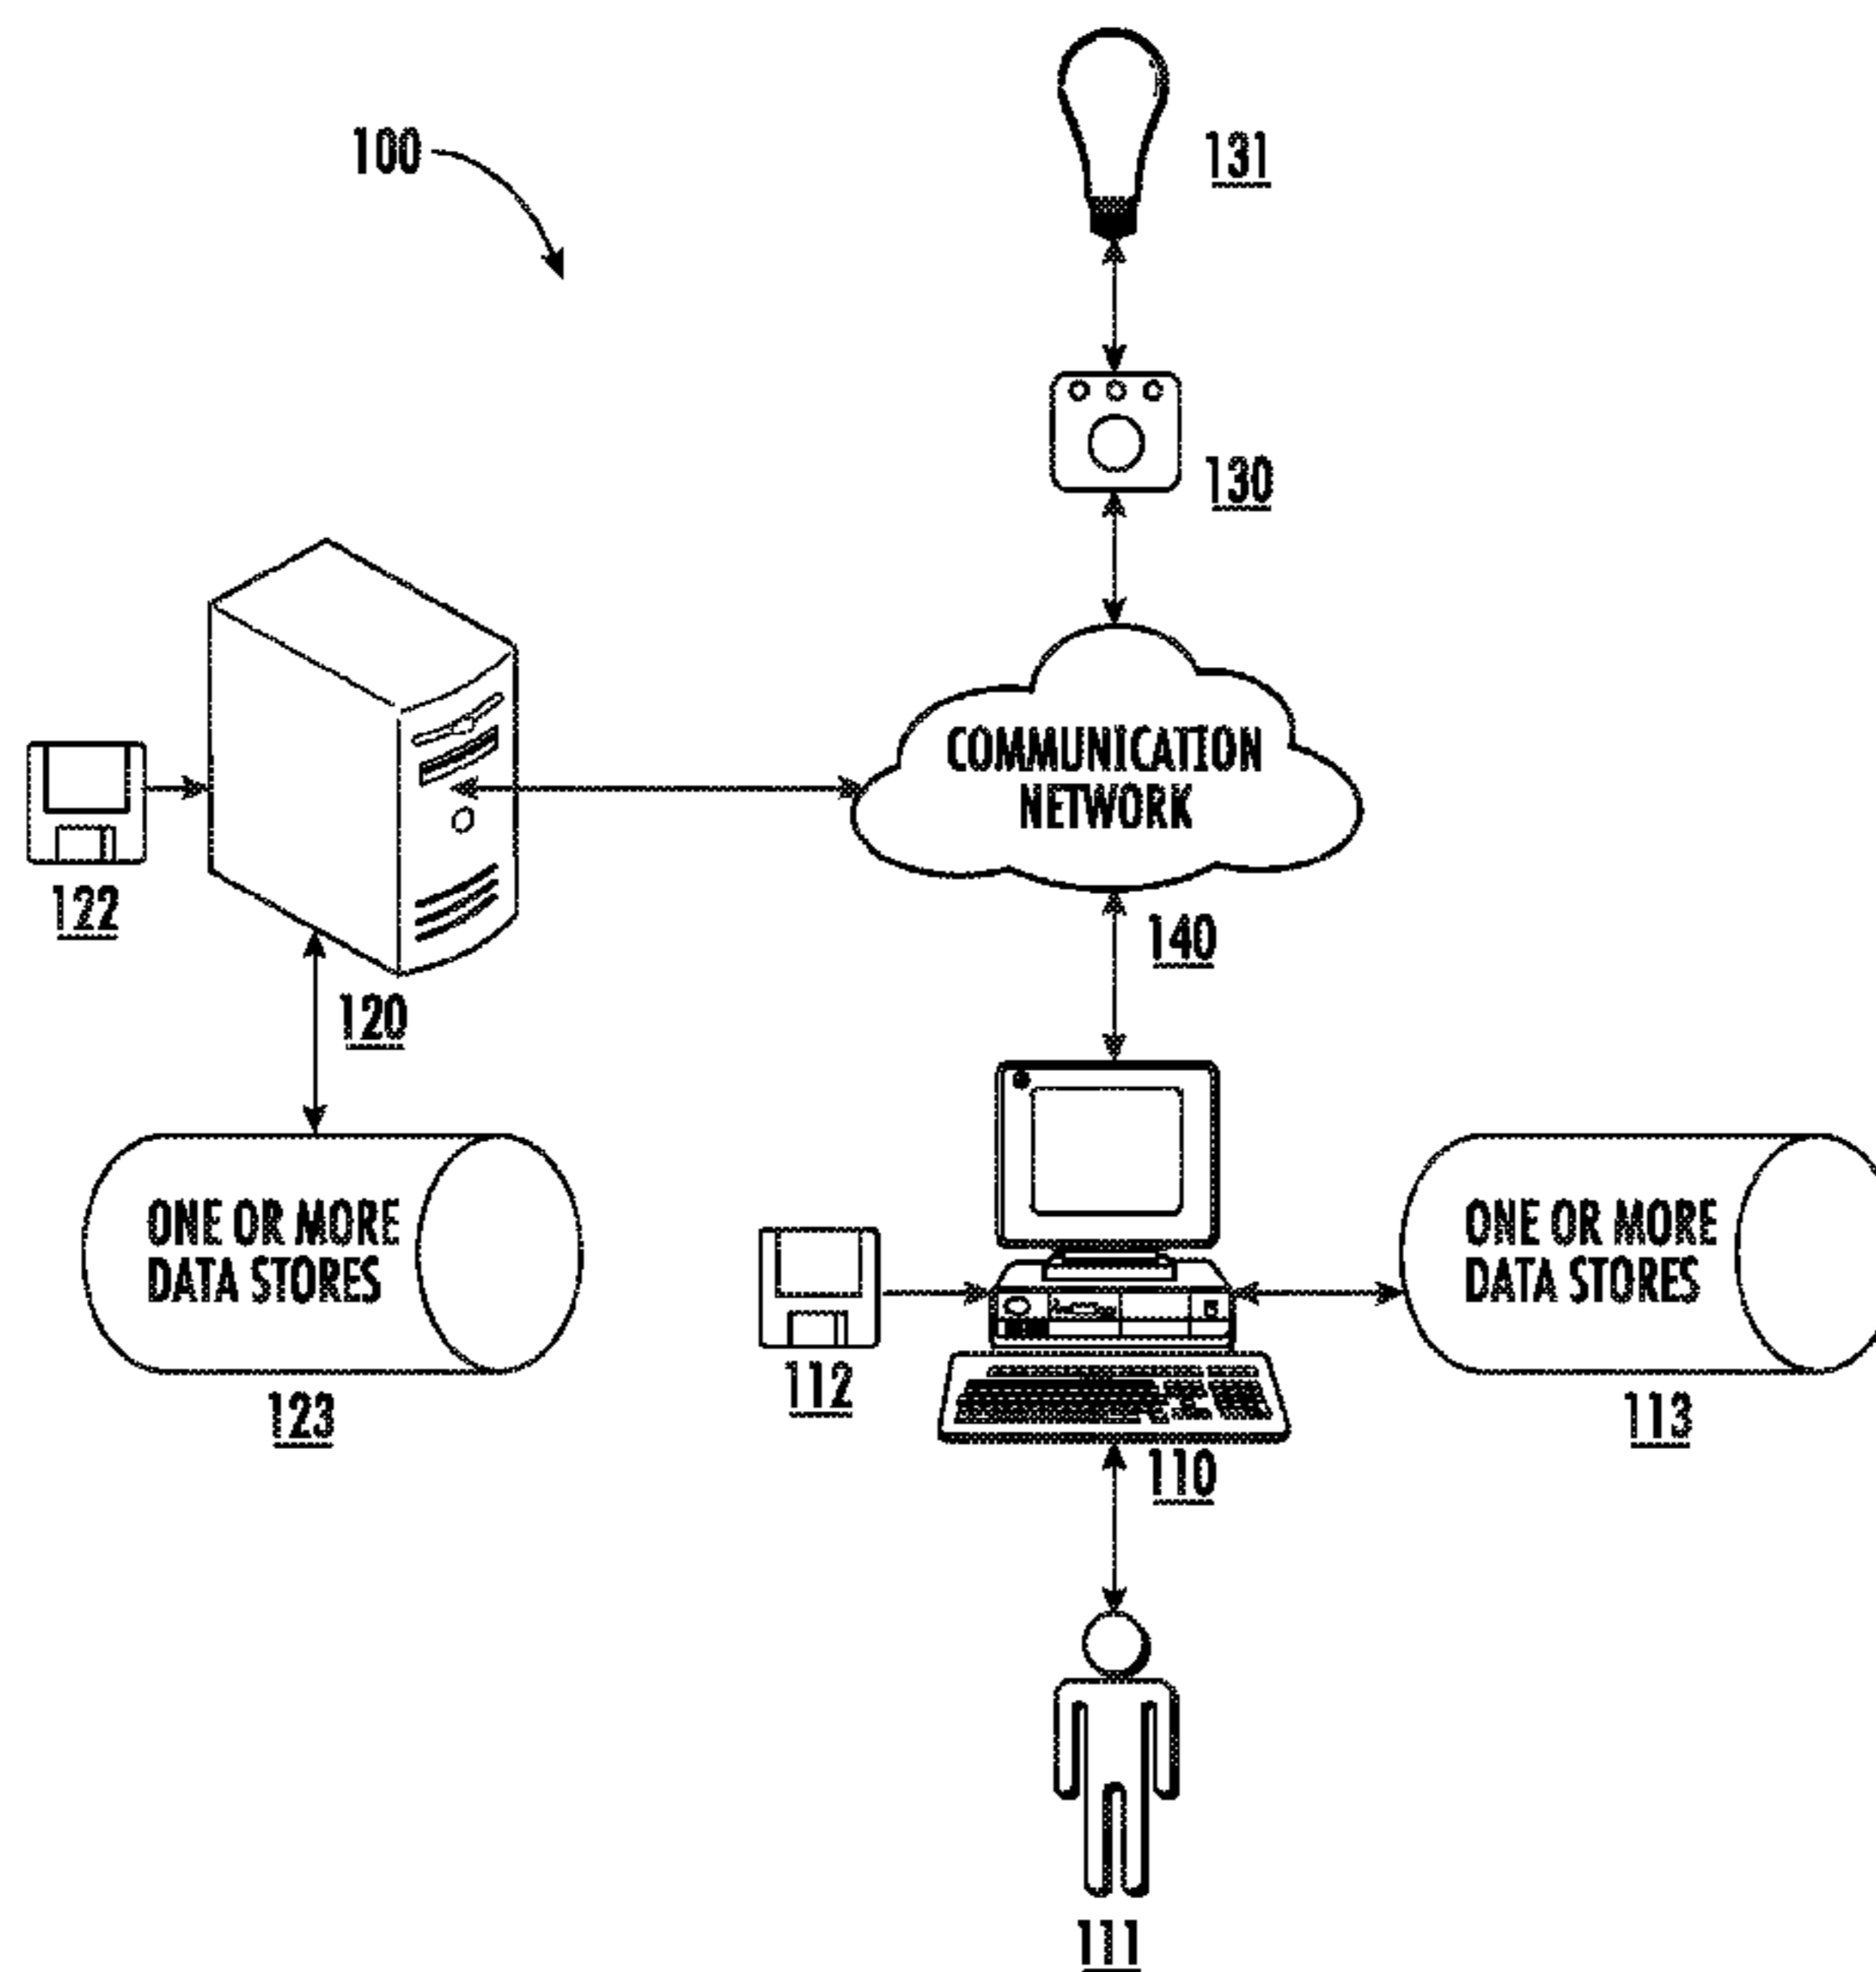 131
100
130
COMMUNICATION
NETWORK
122
140
120
ONE OR MORE
DATA STORES
ONE OR MORE
DATA STORES
112
123
113
110
111